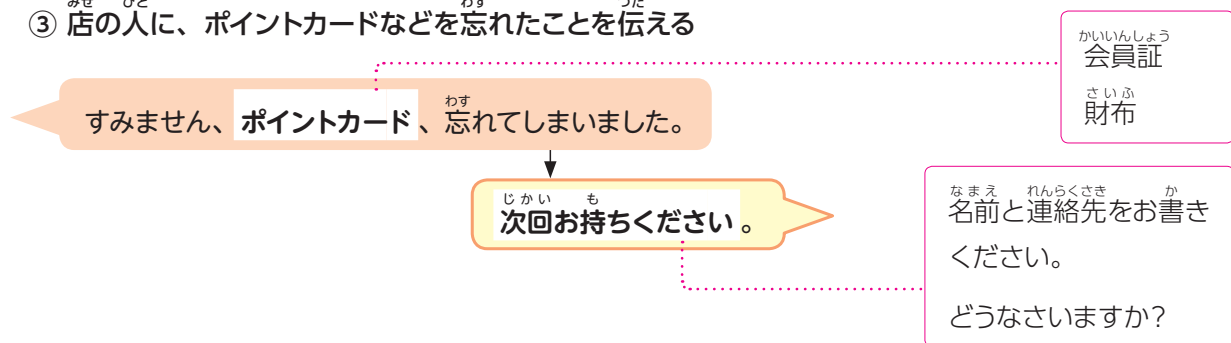 ③ 店の人に、ポイントカードなどを忘れたことを伝える
みせ ひと わす つた
かいいんしょう
会員証
さいふ
財布
わす
すみません、ポイントカード、忘れてしまいました。
じかい も
次回お持ちください。
なまえ れんらくさき か
名前と連絡先をお書き
ください。
どうなさいますか？